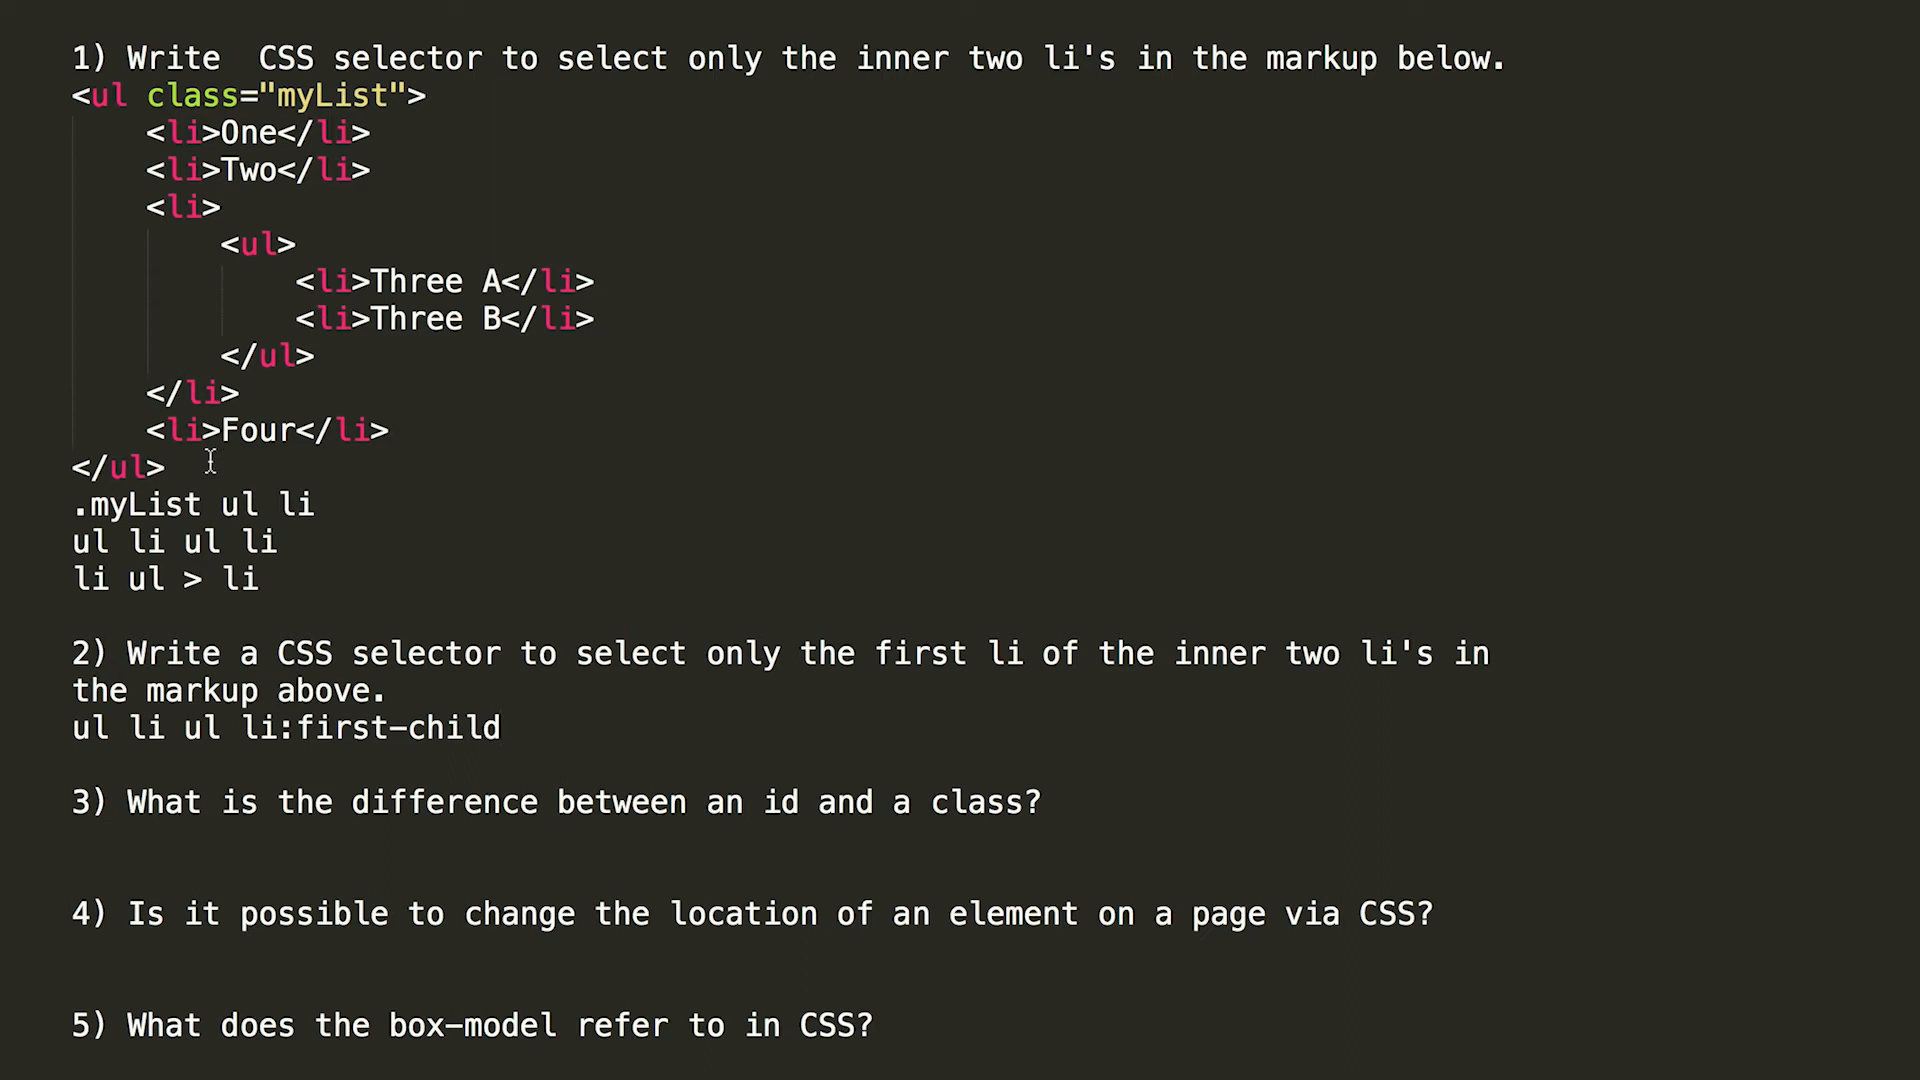 1) Write  CSS selector to select only the inner two li's in the markup below.
<ul class="myList">
<li>One</li>
<li>Two</li>
<li>
<ul>
<li>Three A</li>
<li>Three B</li>
</ul>
</li>
<li>Four</li>
</ul>
.myList ul li
ul li ul li
li ul > li
2) Write a CSS selector to select only the first li of the inner two li's in
the markup above.
ul li ul li:first-child
3) What is the difference between an id and a class?
4) Is it possible to change the location of an element on a page via CSS?
5) What does the box-model refer to in CSS?